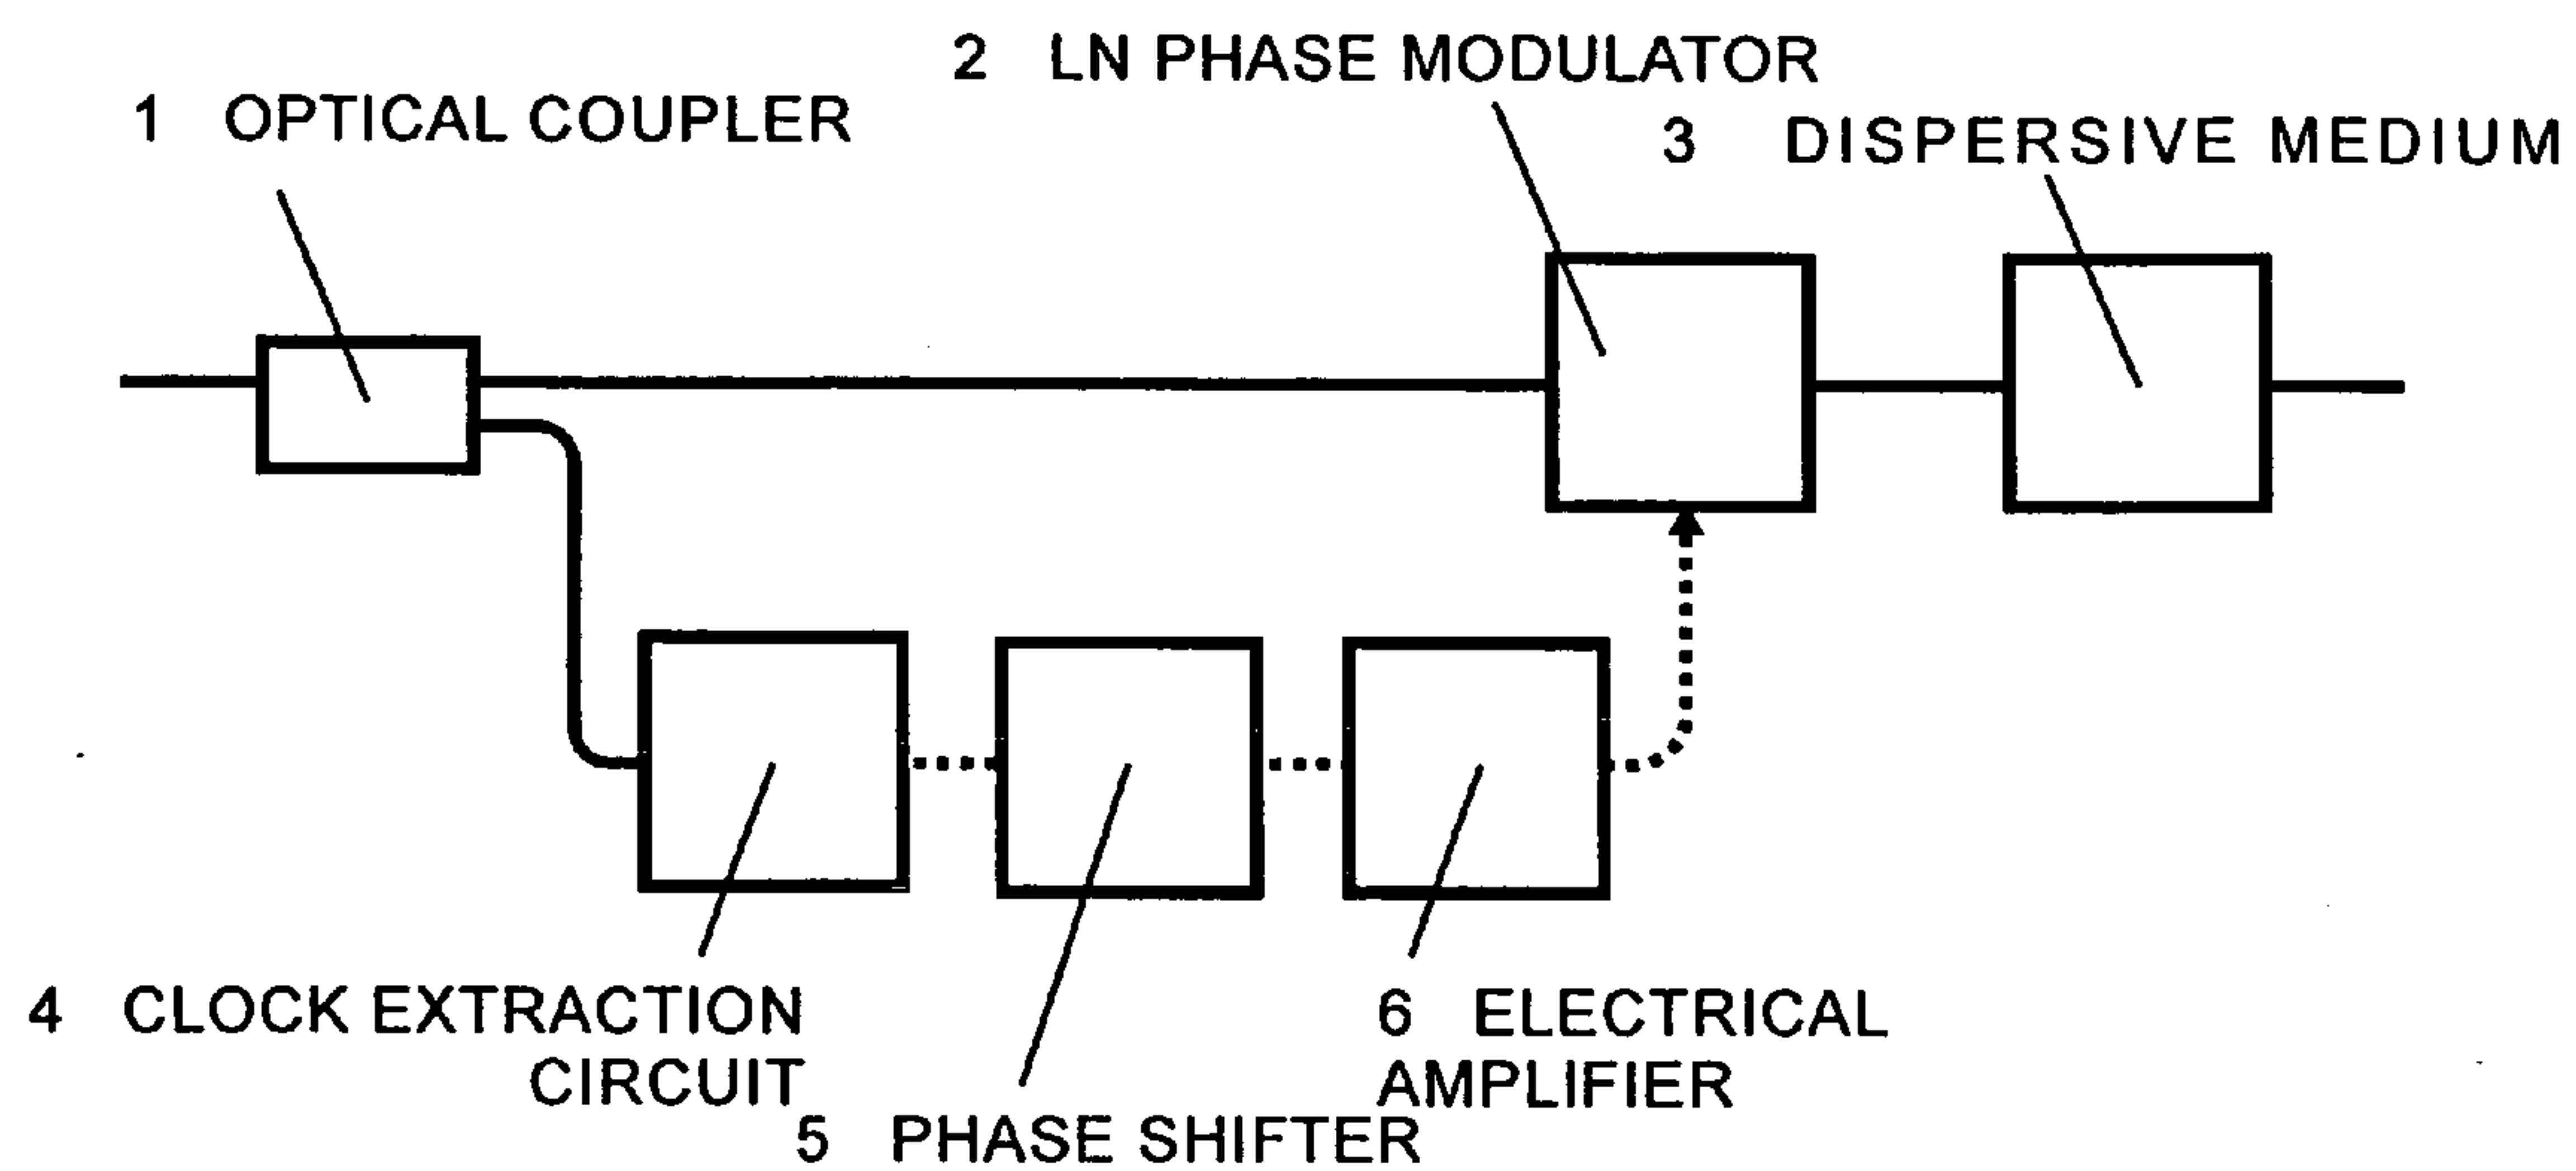 2 LN PHASE MODULATOR
1 OPTICAL COUPLER
3 DISPERSIVE MEDIUM
4 CLOCK EXTRACTION
CIRCUIT
6 ELECTRICAL
AMPLIFIER
5 PHASE SHIFTER